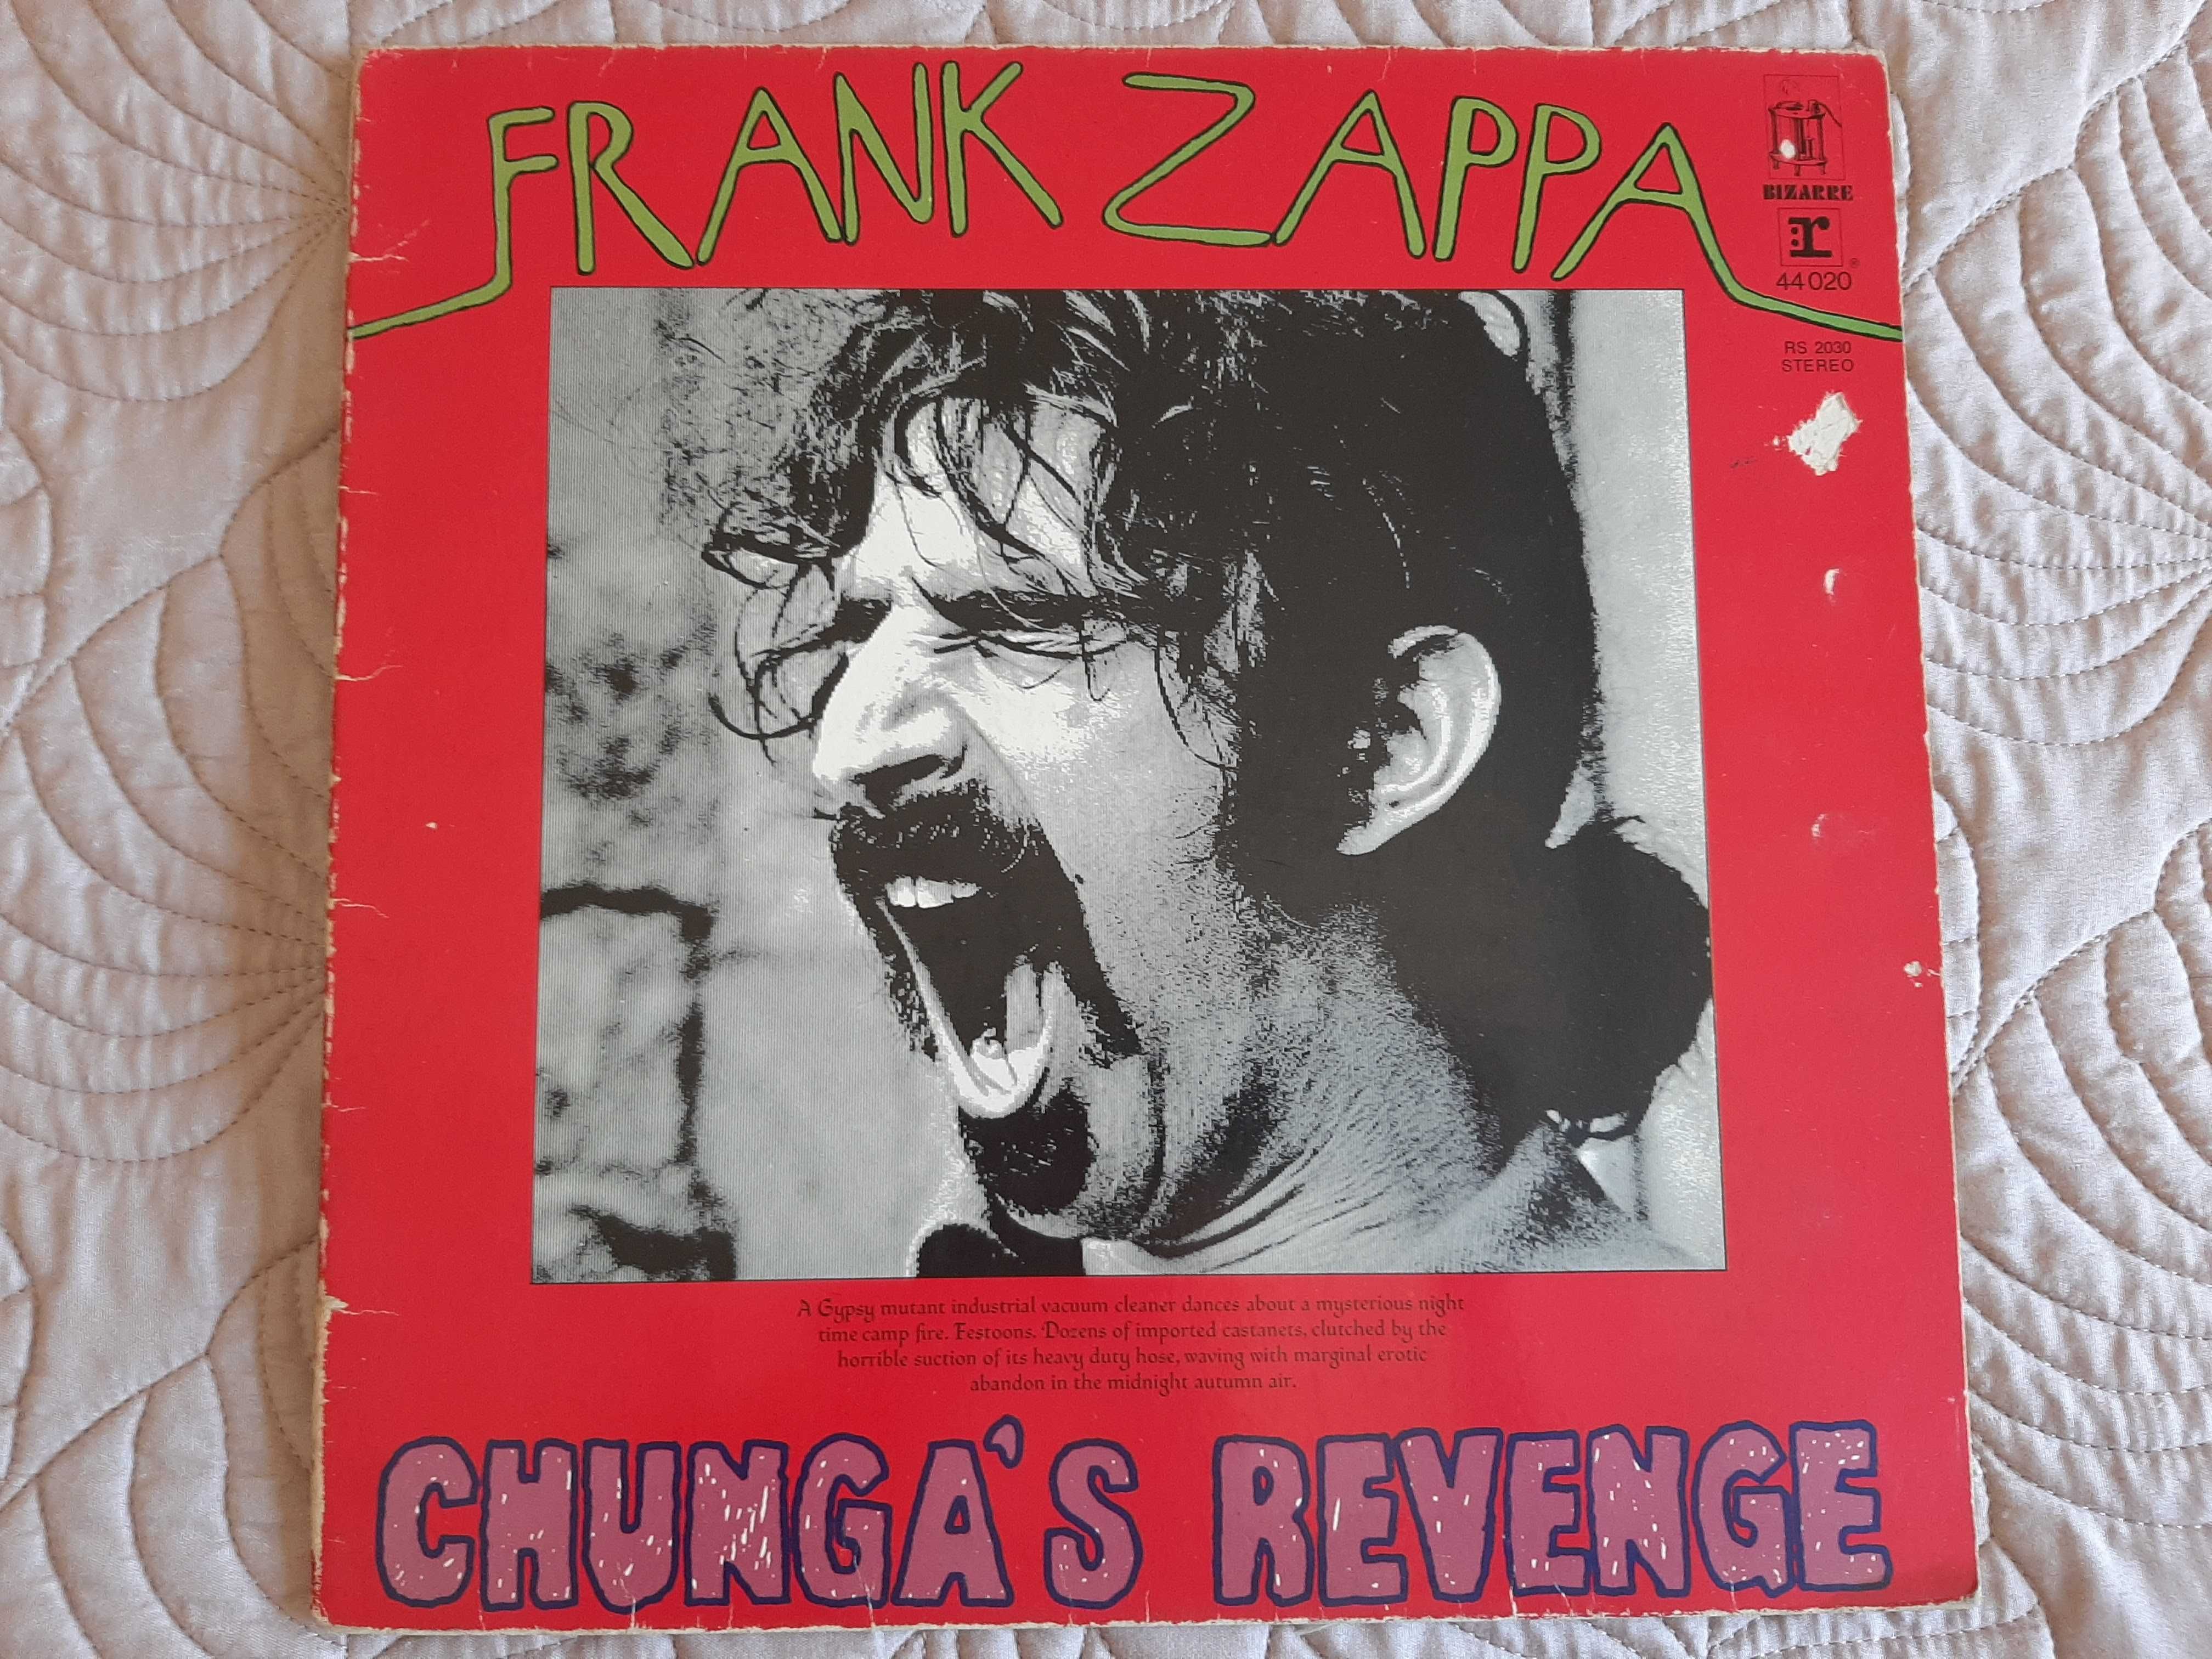 FRANK ZAPPA
BIZARRE
r
®
44 020
RS 2030
STEREO
A Gypsy mutant industrial vacuum cleaner dances about a mysterious night
time camp fire. Festoons. Dozens of imported castanets, clutched by the
horrible suction of its heavy duty hose, waving with marginal erotic
abandon in the midnight autumn air.
CHUNGA'S REVENGE